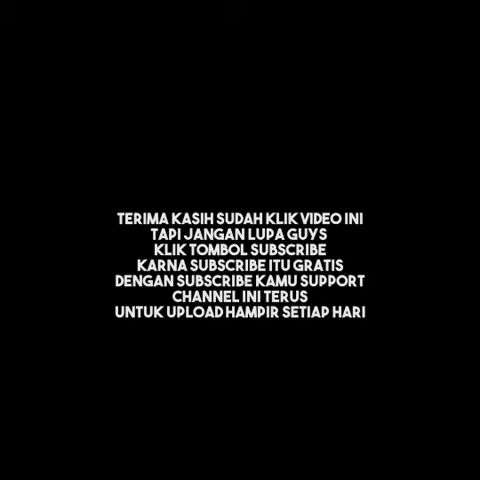 TERIMA KASIH SUDAH KLIK VIDEO INI
TAPI JANGAN LUPA GUYS
KLIK TOMBOL SUBSCRIBE
KARNA SUBSCRIBE ITU GRATIS
DENGAN SUBSCRIBE KAMU SUPPORT
CHANNEL INI TERUS
UNTUK UPLOAD HAMPIR SETIAP HARI